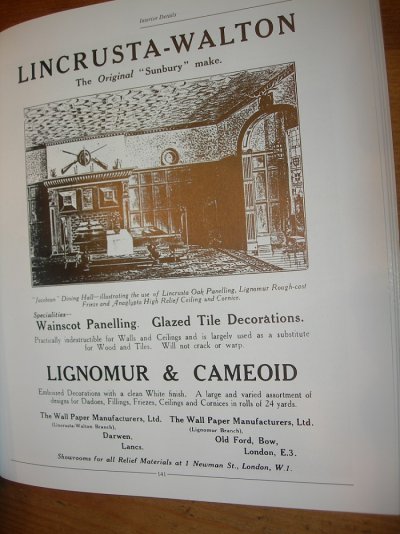 Interior Details
LINCRUSTA-WALTON
The Original "Sunbury" make.
"Jacobean" Dining Hall—illustrating the use of Lincrusta Oak Panelling, Lignomur Rough-cast
Frieze and Anaglypta High Relief Ceiling and Cornice.
Specialities—
Wainscot Panelling. Glazed Tile Decorations.
Practically indestructible for Walls and Ceilings and is largely used as a substitute
for Wood and Tiles. Will not crack or warp.
LIGNOMUR & CAMEOID
Embossed Decorations with a clean White finish. A large and varied assortment of
designs for Dadoes, Fillings, Friezes, Ceilings and Cornices in rolls of 24 yards.
The Wall Paper Manufacturers, Ltd. The Wall Paper Manufacturers, Ltd.
(Lincrusta-Walton Branch), (Lignomur Branch),
Darwen, Old Ford, Bow,
Lancs. London, E.3.
Showrooms for all Relief Materials at 1 Newman St., London, W.1.
141